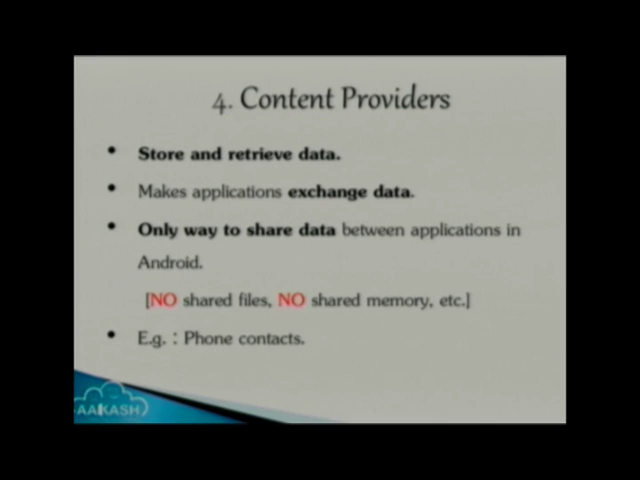 4. Content Providers
• Store and retrieve data.
• Makes applications exchange data.
• Only way to share data between applications in
Android.
[NO shared files, NO shared memory, etc.]
• E.g. : Phone contacts.
AAKASH